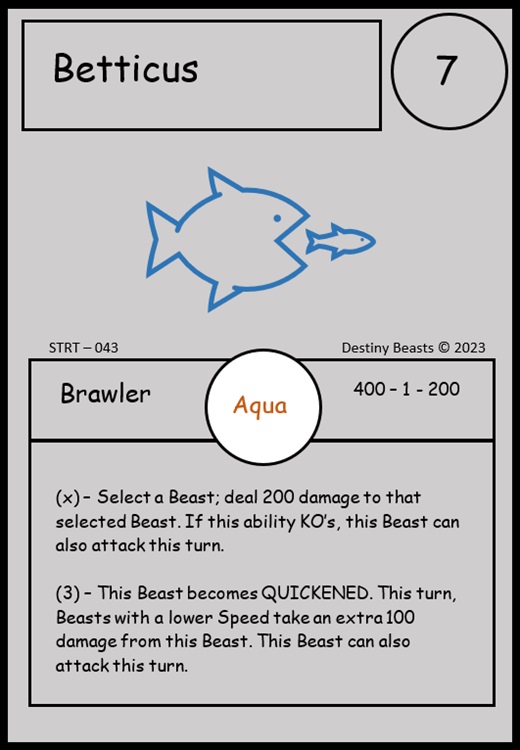 Betticus
7
STRT – 043
Destiny Beasts © 2023
Brawler
Aqua
400 – 1 - 200
(x) – Select a Beast; deal 200 damage to that
selected Beast. If this ability KO's, this Beast can
also attack this turn.
(3) – This Beast becomes QUICKENED. This turn,
Beasts with a lower Speed take an extra 100
damage from this Beast. This Beast can also
attack this turn.